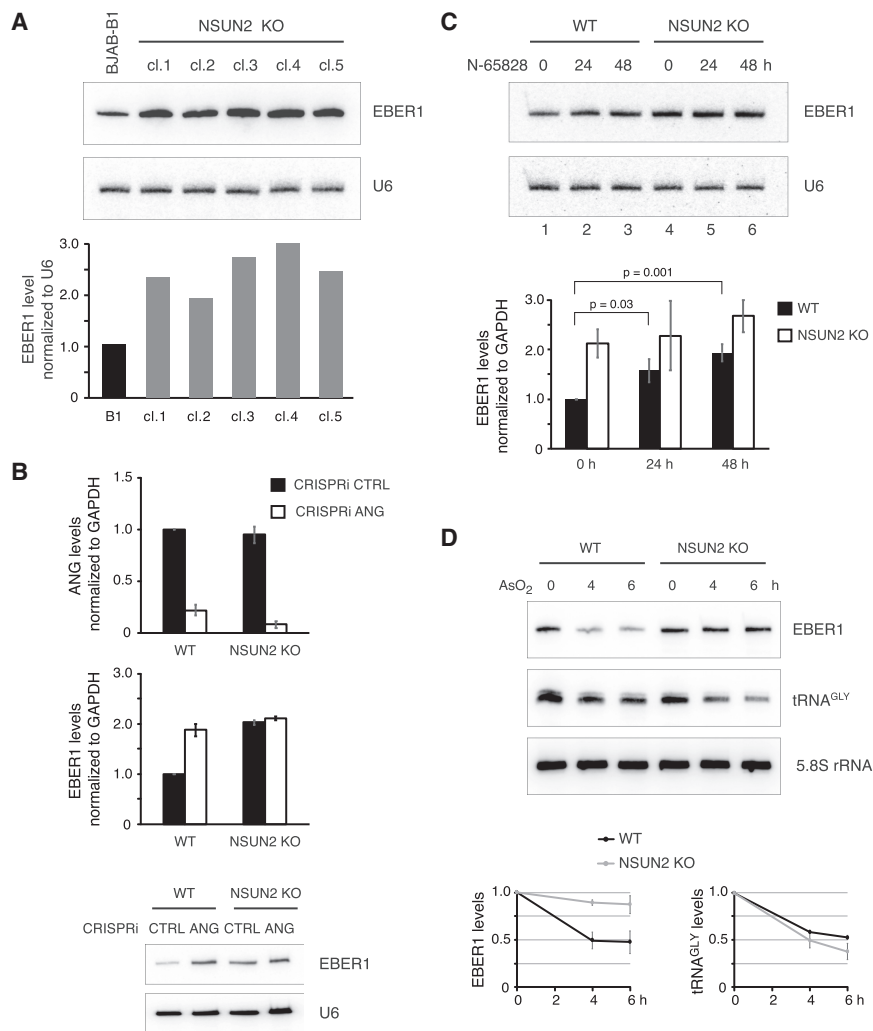 A
BJAB-B1
NSUN2 KO
cl.1 cl.2 cl.3 cl.4 cl.5
EBER1
U6
EBER1 level
normalized to U6
3.0
2.0
1.0
0
B1 cl.1 cl.2 cl.3 cl.4 cl.5
B
ANG levels
normalized to GAPDH
1.5
1.0
0.5
0
CRISPRi CTRL
CRISPRi ANG
WT NSUN2 KO
EBER1 levels
normalized to GAPDH
3.0
2.0
1.0
0
WT NSUN2 KO
WT NSUN2 KO
CRISPRi CTRL ANG CTRL ANG
EBER1
U6
C
WT NSUN2 KO
N-65828 0 24 48 0 24 48 h
EBER1
U6
1 2 3 4 5 6
EBER1 levels
normalized to GAPDH
3.0
2.0
1.0
0
p = 0.001
p = 0.03
WT
NSUN2 KO
0 h 24 h 48 h
D
WT NSUN2 KO
AsO₂ 0 4 6 0 4 6 h
EBER1
tRNAᴳᴸʸ
5.8S rRNA
WT
NSUN2 KO
EBER1 levels
1.0
0.5
0
0 2 4 6 h
tRNAᴳᴸʸ levels
1.0
0.5
0
0 2 4 6 h